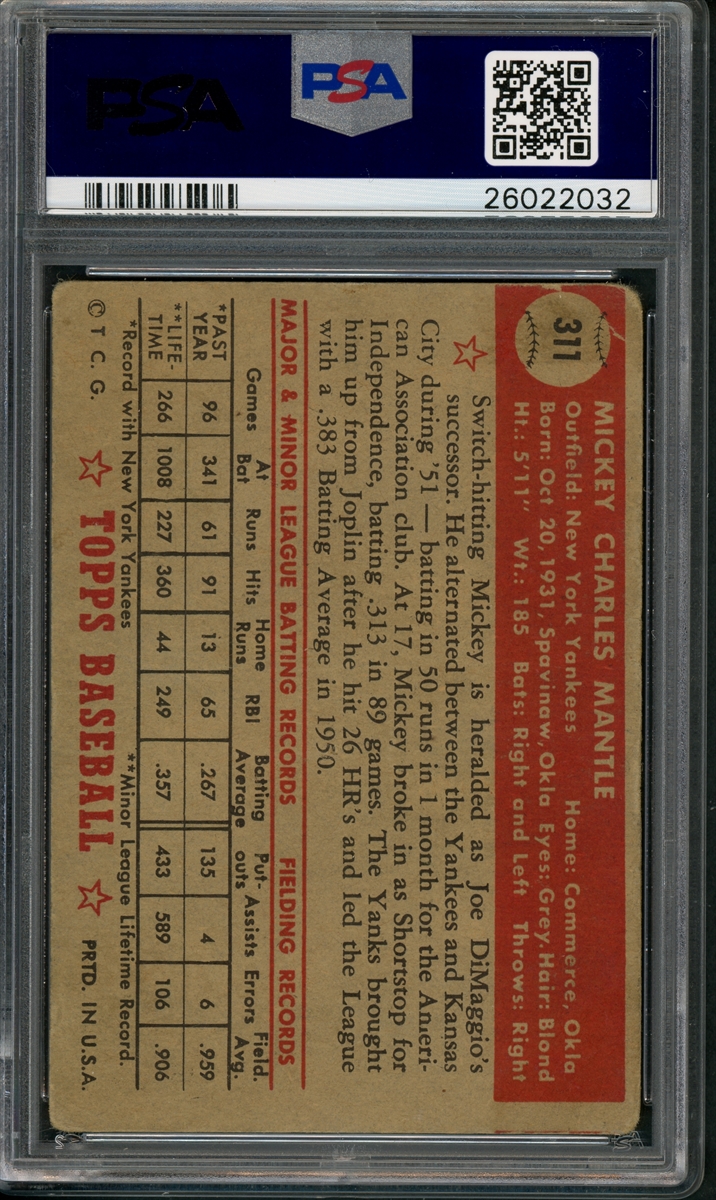 PSA
PSA
26022032
311
MICKEY CHARLES MANTLE
Outfield: New York Yankees Home: Commerce, Okla
Born: Oct 20, 1931, Spavinaw, Okla Eyes: Grey Hair: Blond
Ht.: 5'11" Wt.: 185 Bats: Right and Left Throws: Right
Switch-hitting Mickey is heralded as Joe DiMaggio's
successor. He alternated between the Yankees and Kansas
City during '51 — batting in 50 runs in 1 month for the Ameri-
can Association club. At 17, Mickey broke in as Shortstop for
Independence, batting .313 in 89 games. The Yanks brought
him up from Joplin after he hit 26 HR's and led the League
with a .383 Batting Average in 1950.
MAJOR & MINOR LEAGUE BATTING RECORDS FIELDING RECORDS
Games At Bat Runs Hits Home Runs RBI Batting Average Put-outs Assists Errors Field. Avg.
*PAST YEAR 96 341 61 91 13 65 .267 135 4 6 .959
**LIFE-TIME 266 1008 227 360 44 249 .357 433 589 106 .906
*Record with New York Yankees **Minor League Lifetime Record.
© T. C. G. TOPPS BASEBALL PRTD. IN U.S.A.